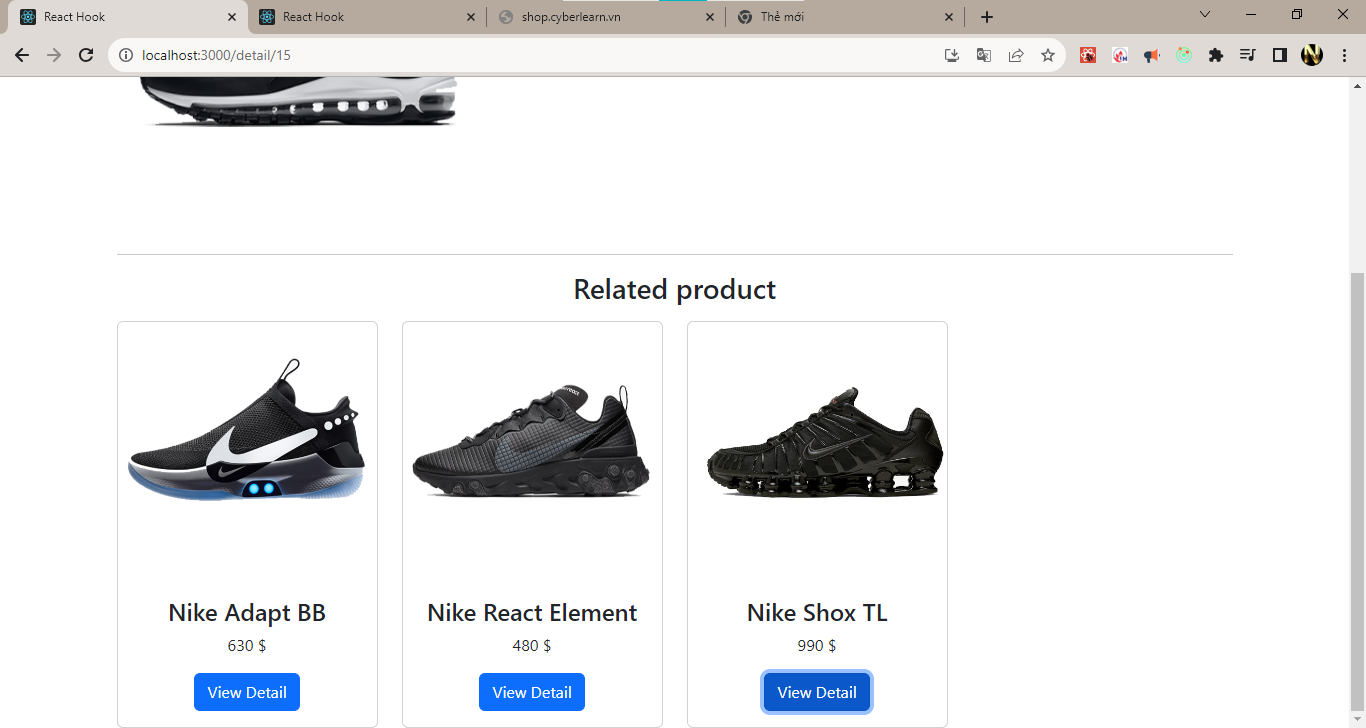 React Hook
React Hook
shop.cyberlearn.vn
Thẻ mới
localhost:3000/detail/15
Related product
Nike Adapt BB
630 $
View Detail
Nike React Element
480 $
View Detail
Nike Shox TL
990 $
View Detail